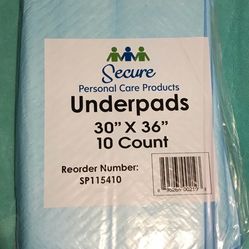 Secure
Personal Care Products
Underpads
30" X 36"
10 Count
Reorder Number:
SP115410